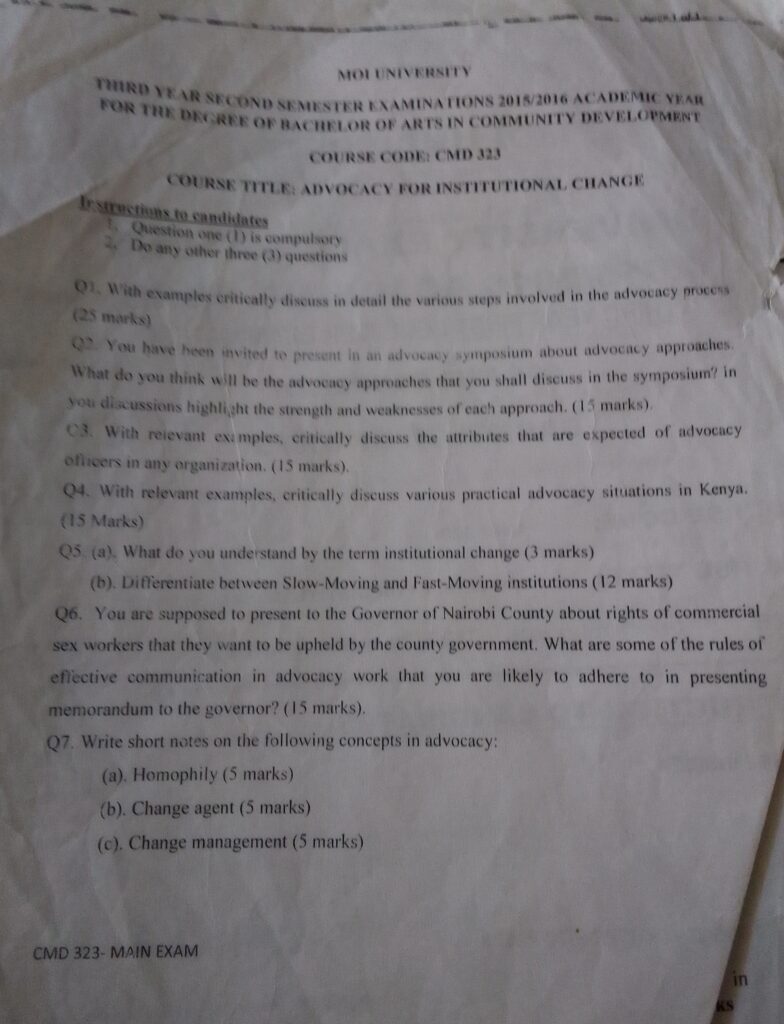 MOI UNIVERSITY
THIRD YEAR SECOND SEMESTER EXAMINATIONS 2015/2016 ACADEMIC YEAR
FOR THE DEGREE OF BACHELOR OF ARTS IN COMMUNITY DEVELOPMENT
COURSE CODE: CMD 323
COURSE TITLE: ADVOCACY FOR INSTITUTIONAL CHANGE
Instructions to candidates
1. Question one (1) is compulsory
2. Do any other three (3) questions
Q1. With examples critically discuss in detail the various steps involved in the advocacy process
(25 marks)
Q2. You have been invited to present in an advocacy symposium about advocacy approaches.
What do you think will be the advocacy approaches that you shall discuss in the symposium? in
you discussions highlight the strength and weaknesses of each approach. (15 marks).
Q3. With relevant examples, critically discuss the attributes that are expected of advocacy
officers in any organization. (15 marks).
Q4. With relevant examples, critically discuss various practical advocacy situations in Kenya.
(15 Marks)
Q5. (a). What do you understand by the term institutional change (3 marks)
(b). Differentiate between Slow-Moving and Fast-Moving institutions (12 marks)
Q6. You are supposed to present to the Governor of Nairobi County about rights of commercial
sex workers that they want to be upheld by the county government. What are some of the rules of
effective communication in advocacy work that you are likely to adhere to in presenting
memorandum to the governor? (15 marks).
Q7. Write short notes on the following concepts in advocacy:
(a). Homophily (5 marks)
(b). Change agent (5 marks)
(c). Change management (5 marks)
CMD 323- MAIN EXAM
in